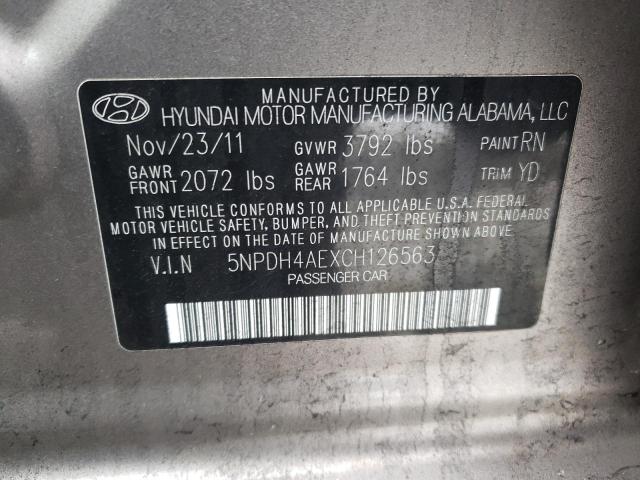 MANUFACTURED BY
HYUNDAI MOTOR MANUFACTURING ALABAMA, LLC
Nov/23/11 GVWR 3792 lbs PAINT RN
GAWR FRONT 2072 lbs GAWR REAR 1764 lbs TRIM YD
THIS VEHICLE CONFORMS TO ALL APPLICABLE U.S.A. FEDERAL
MOTOR VEHICLE SAFETY, BUMPER, AND THEFT PREVENTION STANDARDS
IN EFFECT ON THE DATE OF MANUFACTURE SHOWN ABOVE.
V.I.N 5NPDH4AEXCH126563
PASSENGER CAR